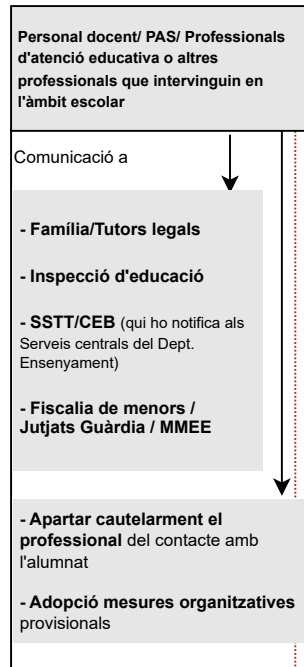 Personal docent/ PAS/ Professionals
d'atenció educativa o altres
professionals que intervinguin en
l'àmbit escolar
Comunicació a
- Família/Tutors legals
- Inspecció d'educació
- SSTT/CEB (qui ho notifica als
Serveis centrals del Dept.
Ensenyament)
- Fiscalia de menors /
Jutjats Guàrdia / MMEE
- Apartar cautelarment el
professional del contacte amb
l'alumnat
- Adopció mesures organitzatives
provisionals